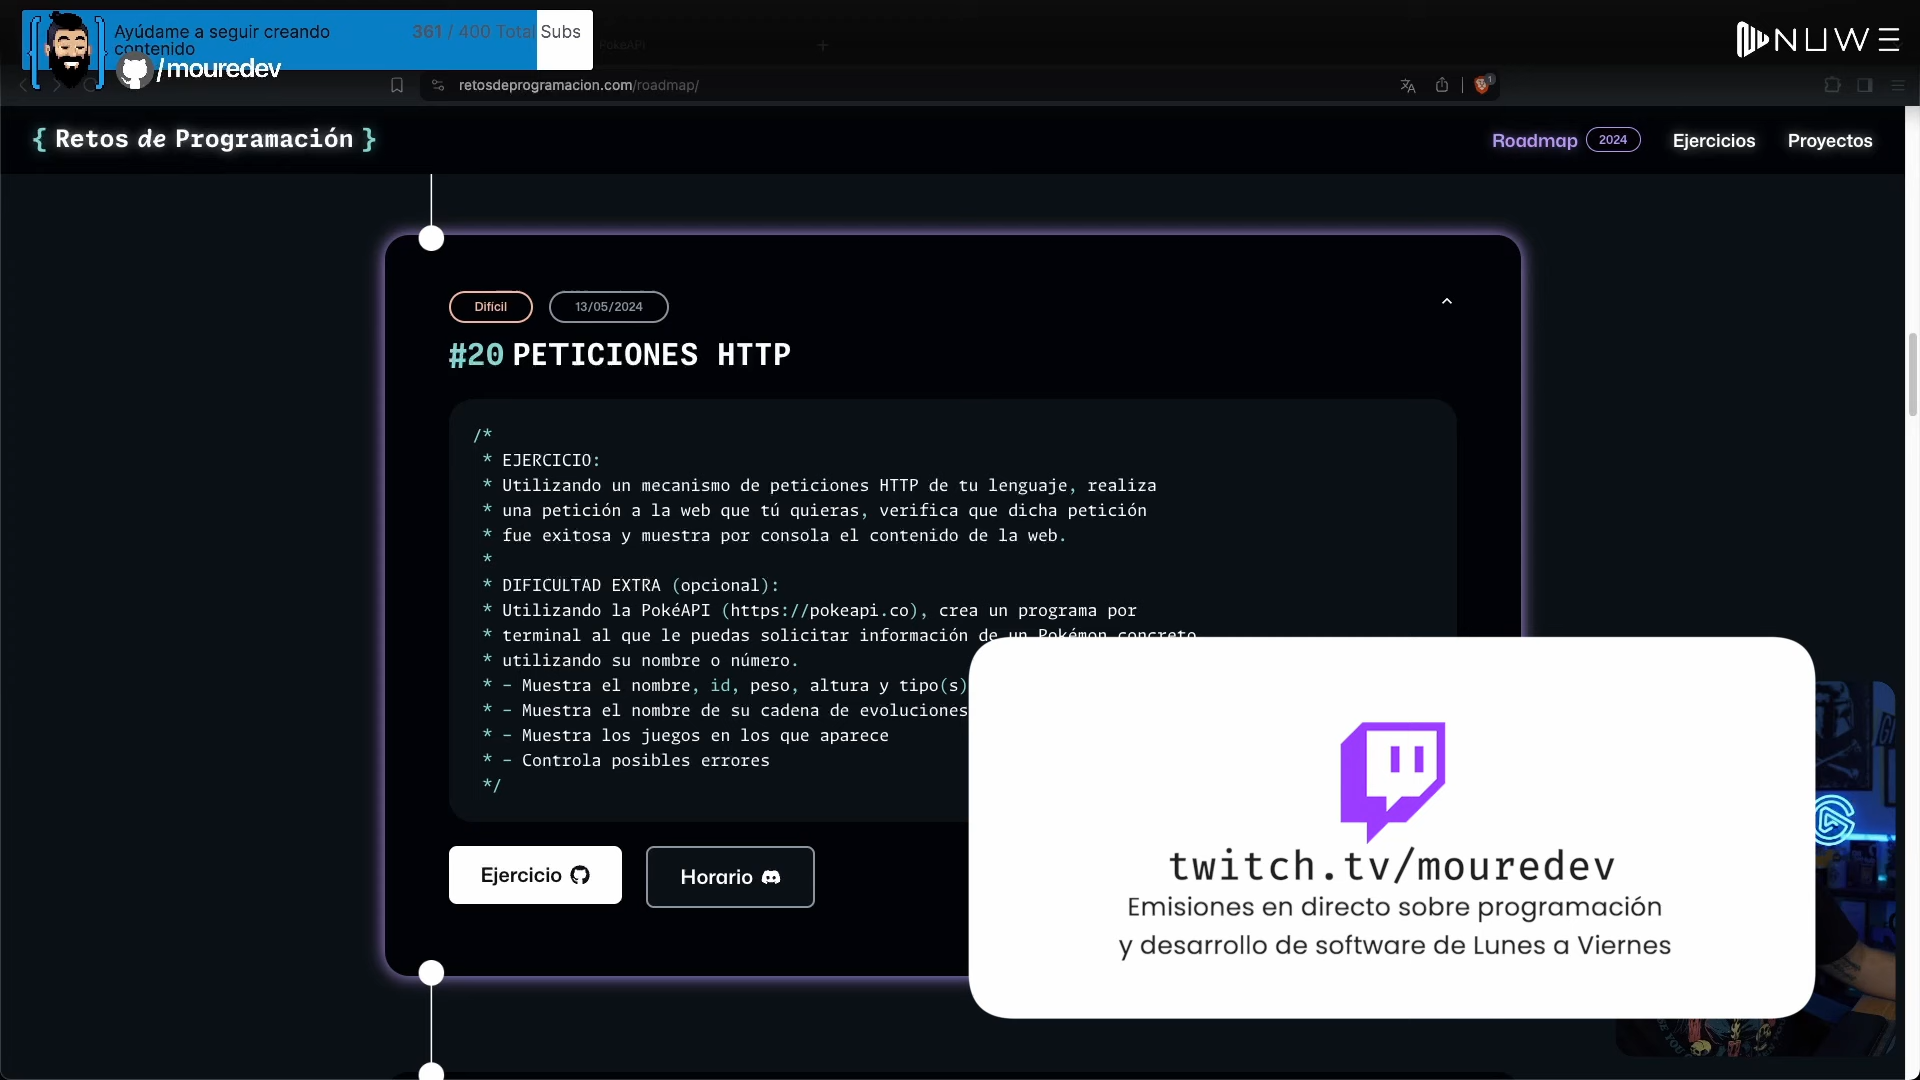 Ayúdame a seguir creando
contenido
361 / 400 Total Subs
/mouredev
PokéAPI
NUWE
retosdeprogramacion.com/roadmap/
1
{ Retos de Programación }
Roadmap 2024 Ejercicios Proyectos
Difícil 13/05/2024
#20 PETICIONES HTTP
/*
* EJERCICIO:
* Utilizando un mecanismo de peticiones HTTP de tu lenguaje, realiza
* una petición a la web que tú quieras, verifica que dicha petición
* fue exitosa y muestra por consola el contenido de la web.
*
* DIFICULTAD EXTRA (opcional):
* Utilizando la PokéAPI (https://pokeapi.co), crea un programa por
* terminal al que le puedas solicitar información de un Pokémon concreto
* utilizando su nombre o número.
* - Muestra el nombre, id, peso, altura y tipo(s)
* - Muestra el nombre de su cadena de evoluciones
* - Muestra los juegos en los que aparece
* - Controla posibles errores
*/
Ejercicio Horario
twitch.tv/mouredev
Emisiones en directo sobre programación
y desarrollo de software de Lunes a Viernes